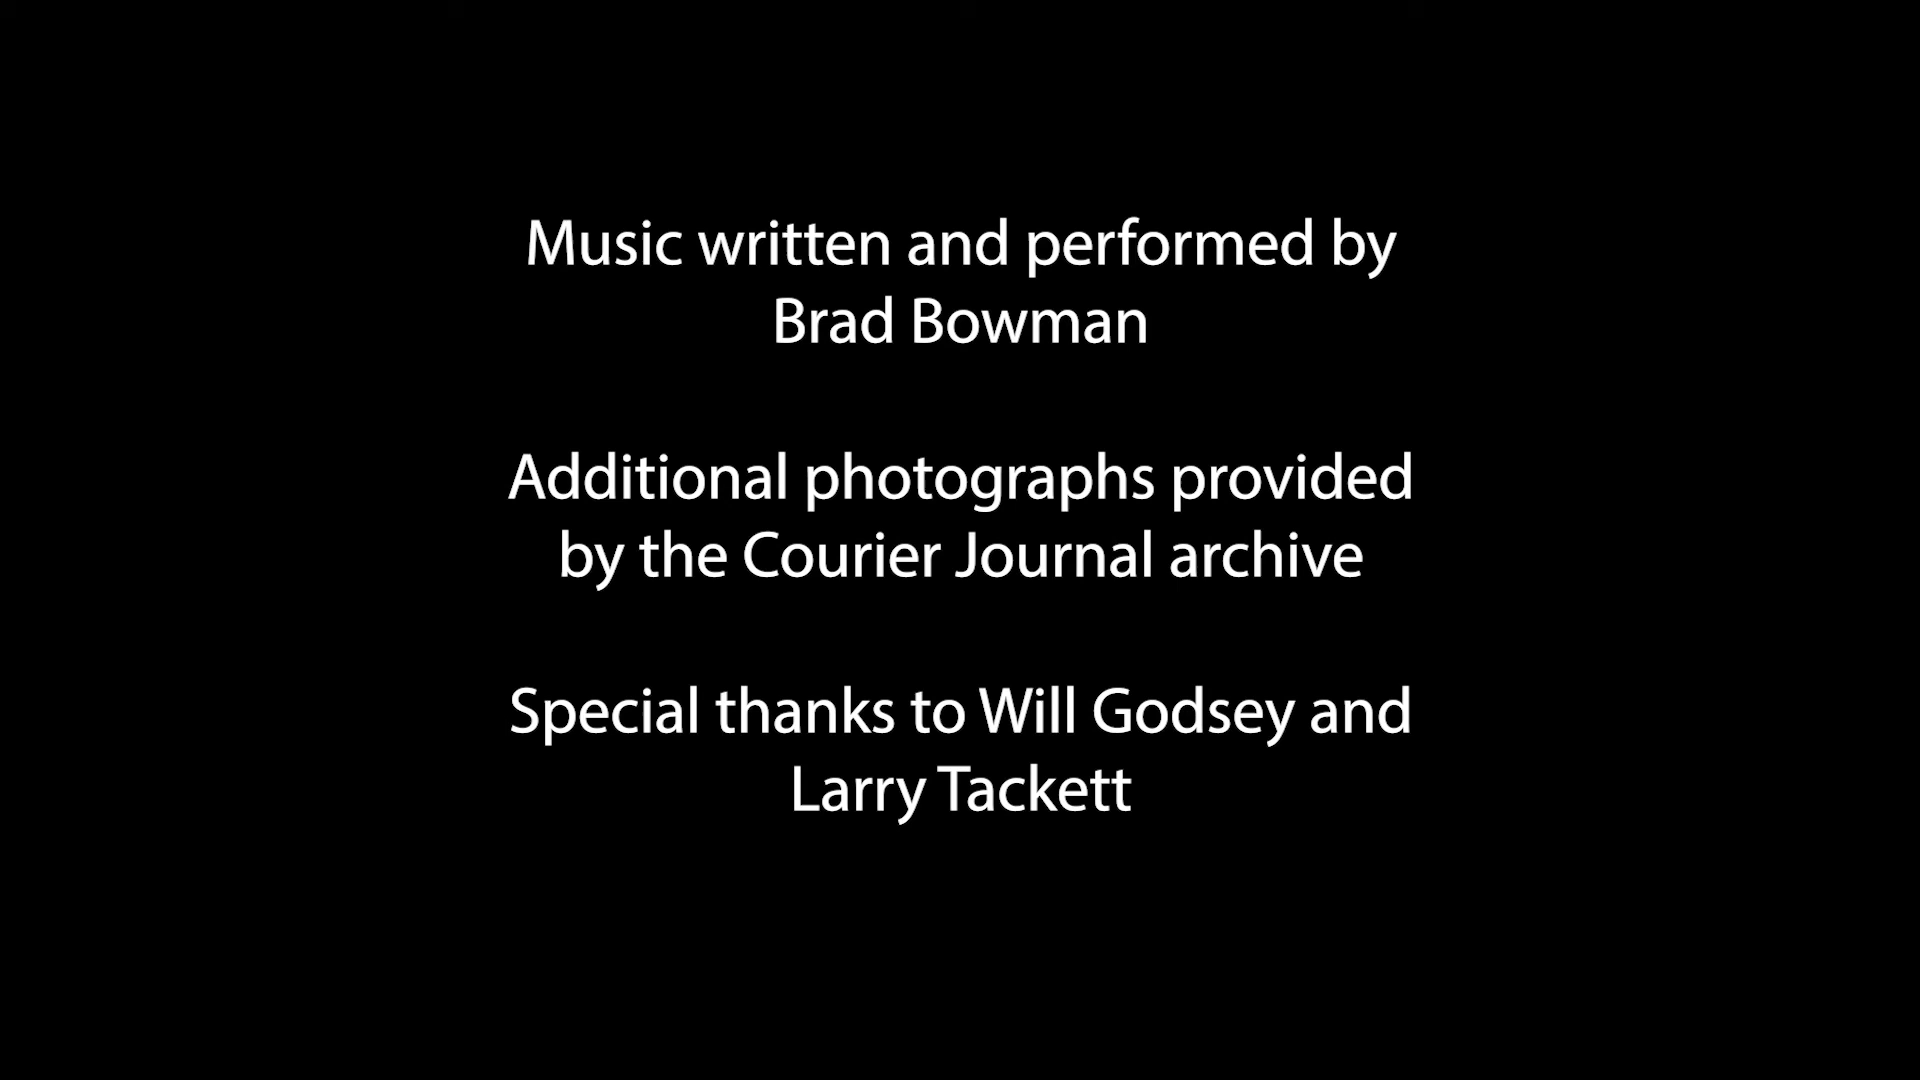 Music written and performed by
Brad Bowman
Additional photographs provided
by the Courier Journal archive
Special thanks to Will Godsey and
Larry Tackett